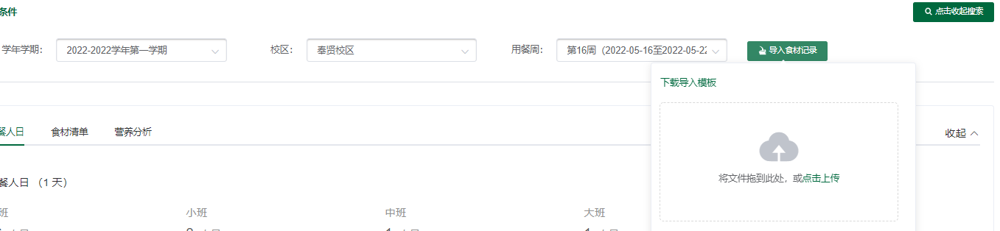 条件
点击收起搜索
学年学期:
2022-2022学年第一学期
校区:
奉贤校区
用餐周:
第16周（2022-05-16至2022-05-22
导入食材记录
下载导入模板
餐人日
食材清单
营养分析
收起
将文件拖到此处，或点击上传
餐人日 （1 天）
班
小班
中班
大班